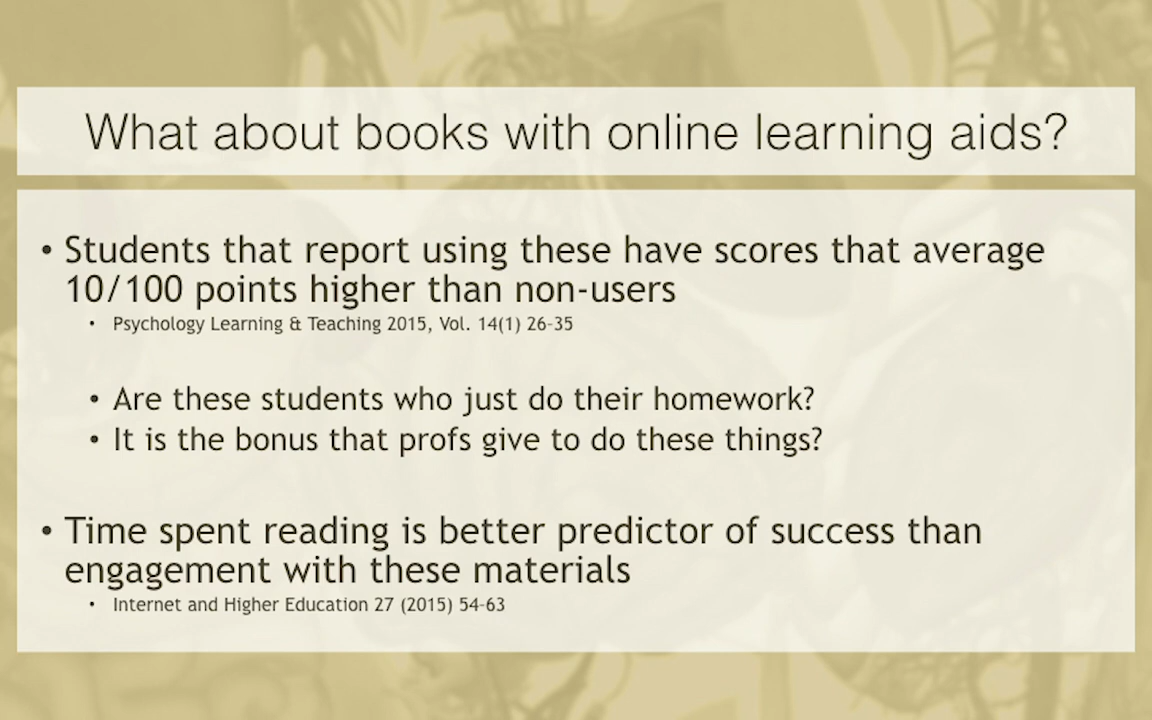 What about books with online learning aids?
• Students that report using these have scores that average
10/100 points higher than non-users
• Psychology Learning & Teaching 2015, Vol. 14(1) 26-35
• Are these students who just do their homework?
• It is the bonus that profs give to do these things?
• Time spent reading is better predictor of success than
engagement with these materials
• Internet and Higher Education 27 (2015) 54-63